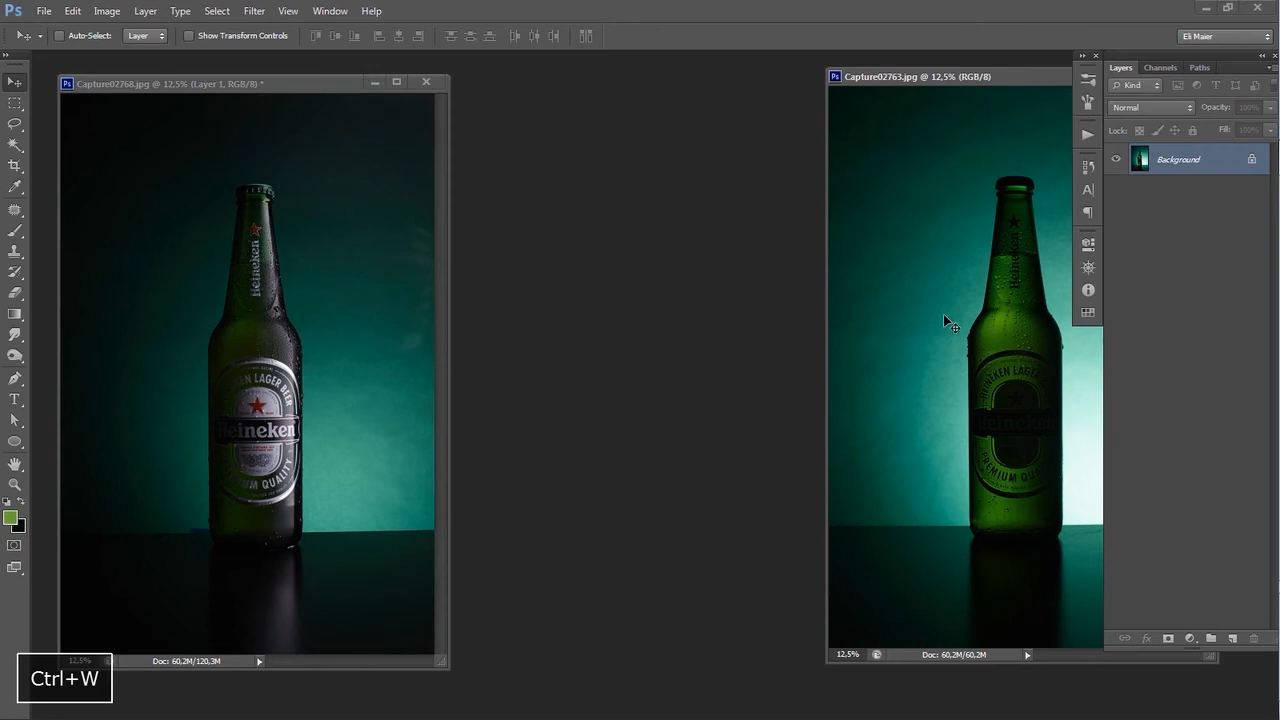 Ps File Edit Image Layer Type Select Filter View Window Help
Auto-Select: Layer Show Transform Controls Eli Maier
Ps Capture02768.jpg @ 12,5% (Layer 1, RGB/8) *
Ps Capture02763.jpg @ 12,5% (RGB/8)
Layers Channels Paths
Kind
Normal Opacity: 100%
Lock: Fill: 100%
Background
Heineken
HEINEKEN LAGER BEER
Heineken
PREMIUM QUALITY
Heineken
HEINEKEN LAGER BEER
Heineken
PREMIUM QUALITY
12,5% Doc: 60,2M/120,3M
12,5% Doc: 60,2M/60,2M
Ctrl+W